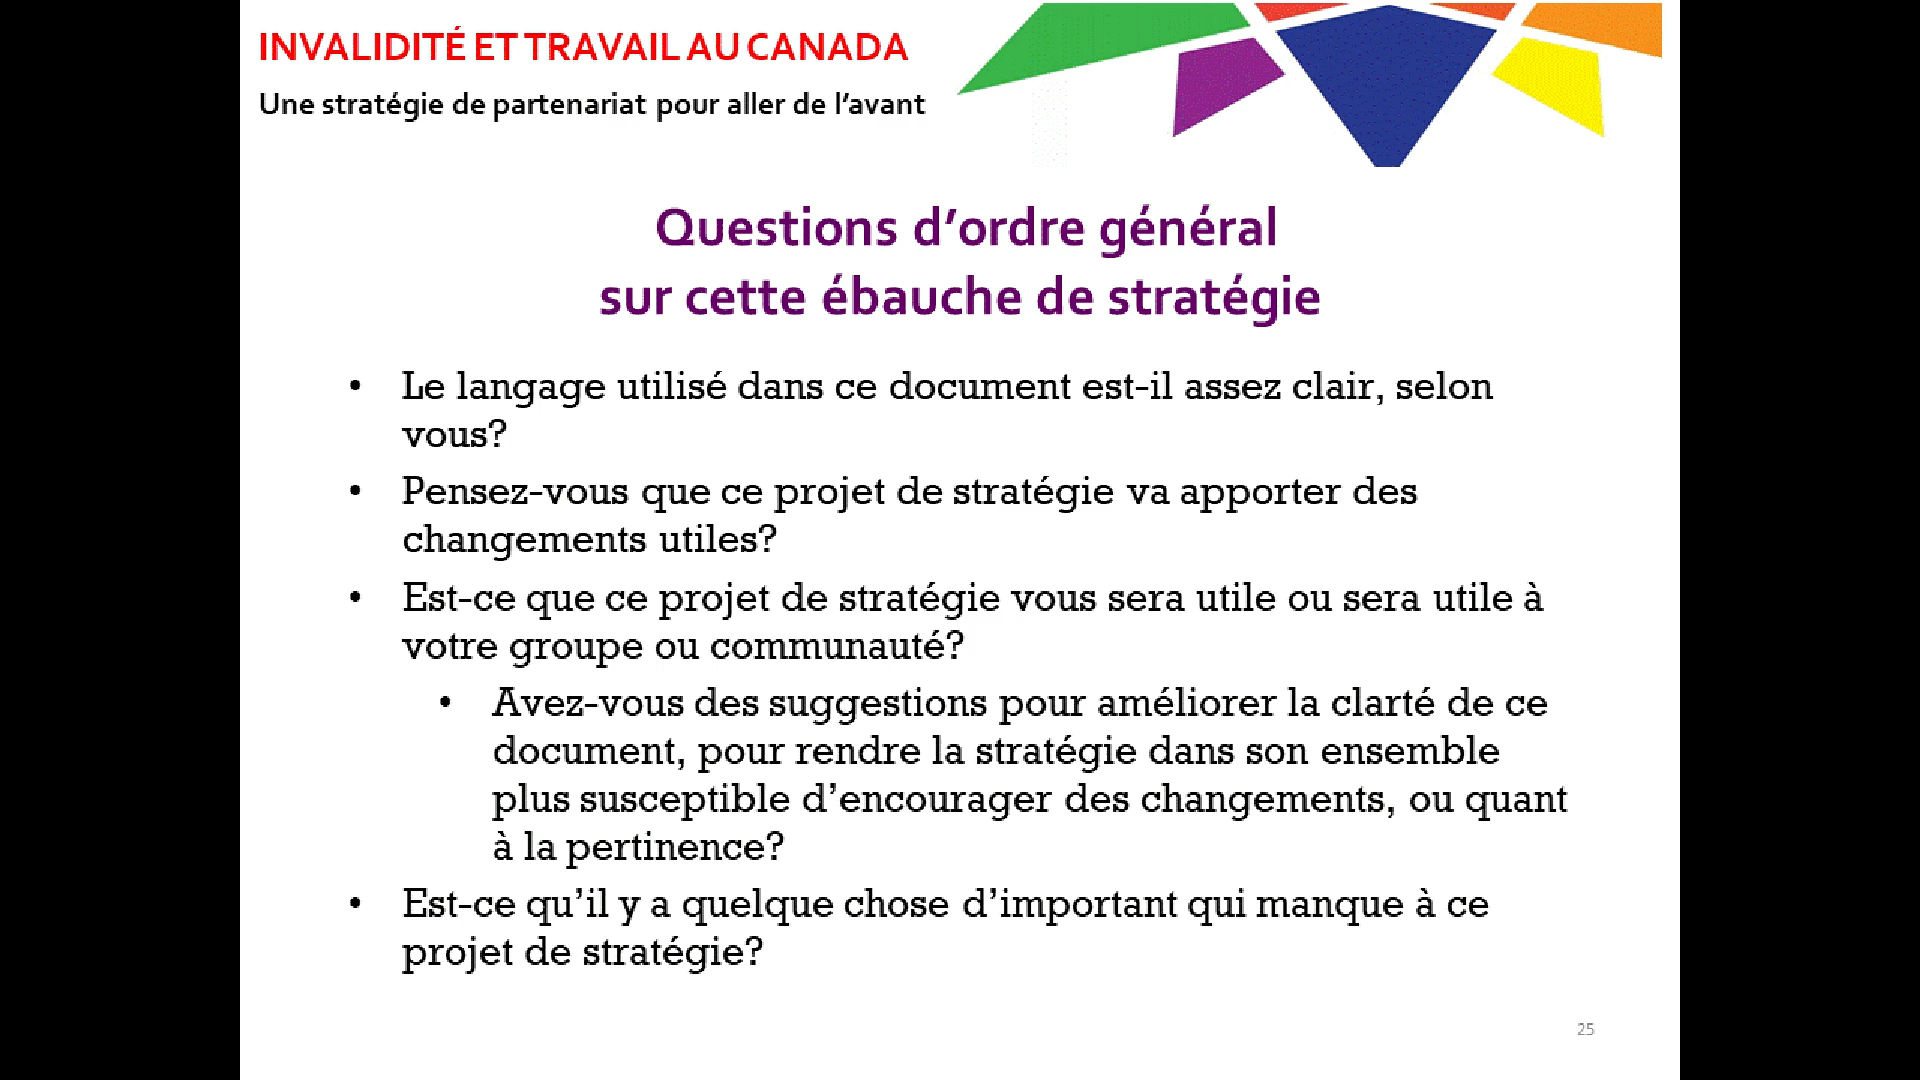 INVALIDITÉ ET TRAVAIL AU CANADA
Une stratégie de partenariat pour aller de l’avant
Questions d’ordre général
sur cette ébauche de stratégie
• Le langage utilisé dans ce document est-il assez clair, selon
vous?
• Pensez-vous que ce projet de stratégie va apporter des
changements utiles?
• Est-ce que ce projet de stratégie vous sera utile ou sera utile à
votre groupe ou communauté?
• Avez-vous des suggestions pour améliorer la clarté de ce
document, pour rendre la stratégie dans son ensemble
plus susceptible d’encourager des changements, ou quant
à la pertinence?
• Est-ce qu’il y a quelque chose d’important qui manque à ce
projet de stratégie?
25